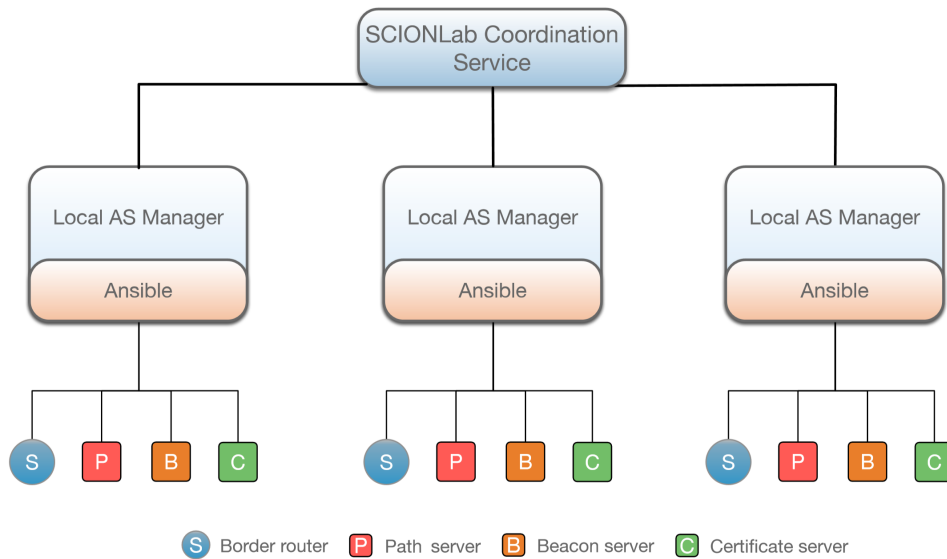 SCIONLab Coordination
Service
Local AS Manager
Local AS Manager
Local AS Manager
Ansible
Ansible
Ansible
S P B C S P B C S P B C
S Border router P Path server B Beacon server C Certificate server